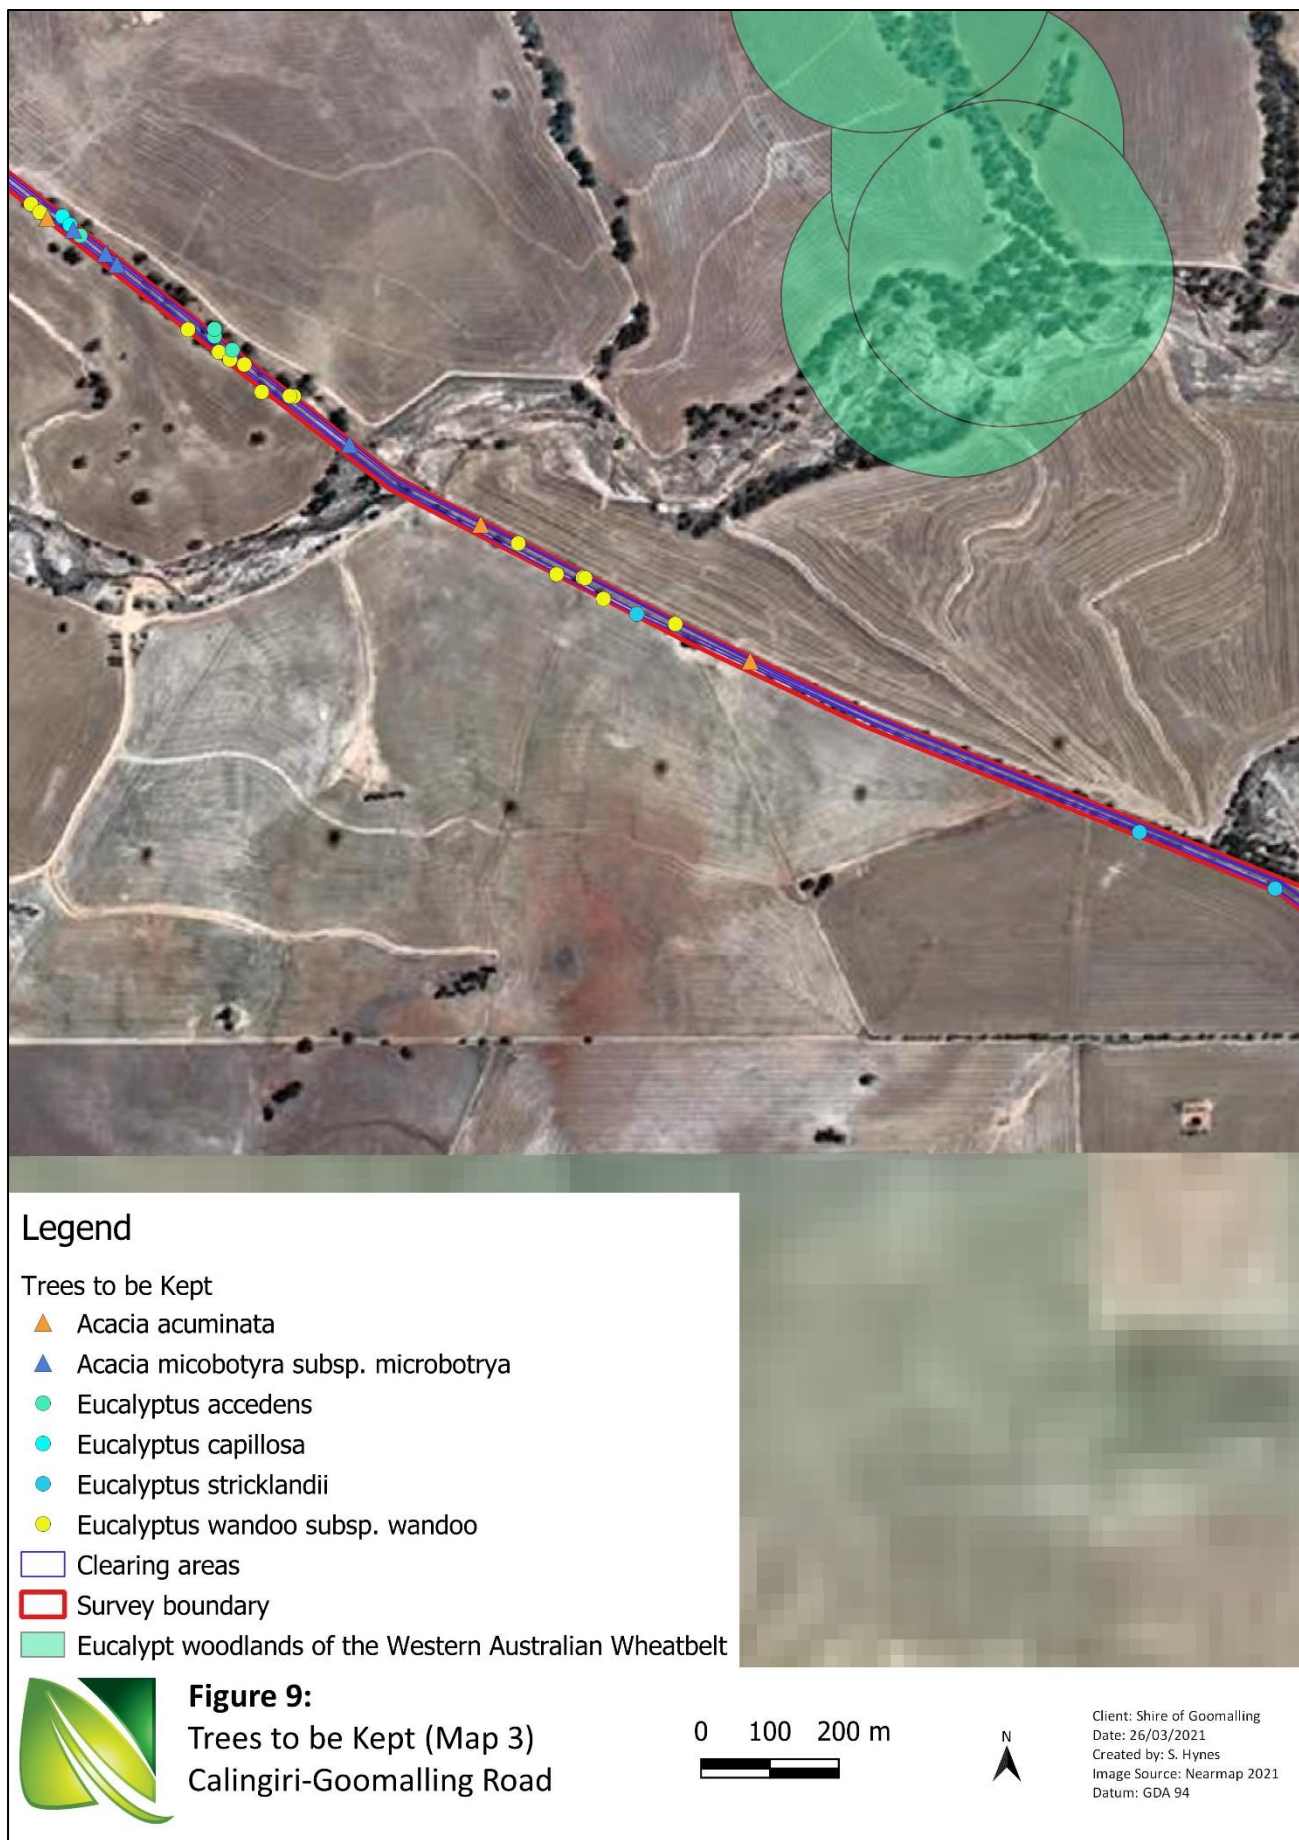 Legend
Trees to be Kept
Acacia acuminata
Acacia micobotyra subsp. microbotrya
Eucalyptus accedens
Eucalyptus capillosa
Eucalyptus stricklandii
Eucalyptus wandoo subsp. wandoo
Clearing areas
Survey boundary
Eucalypt woodlands of the Western Australian Wheatbelt
Figure 9:
Trees to be Kept (Map 3)
Calingiri-Goomalling Road
0 100 200 m
N
Client: Shire of Goomalling
Date: 26/03/2021
Created by: S. Hynes
Image Source: Nearmap 2021
Datum: GDA 94